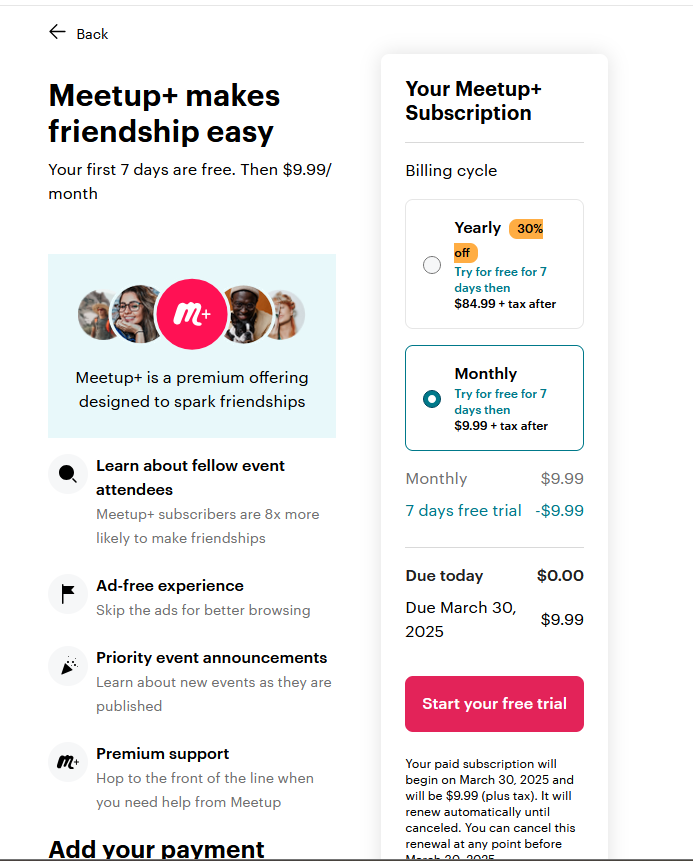 Back
Meetup+ makes
friendship easy
Your first 7 days are free. Then $9.99/
month
m+
Meetup+ is a premium offering
designed to spark friendships
Learn about fellow event
attendees
Meetup+ subscribers are 8x more
likely to make friendships
Ad-free experience
Skip the ads for better browsing
Priority event announcements
Learn about new events as they are
published
m+
Premium support
Hop to the front of the line when
you need help from Meetup
Add your payment
Your Meetup+
Subscription
Billing cycle
Yearly 30%
off
Try for free for 7
days then
$84.99 + tax after
Monthly
Try for free for 7
days then
$9.99 + tax after
Monthly $9.99
7 days free trial -$9.99
Due today $0.00
Due March 30,
2025 $9.99
Start your free trial
Your paid subscription will
begin on March 30, 2025 and
will be $9.99 (plus tax). It will
renew automatically until
canceled. You can cancel this
renewal at any point before
March 30, 2025